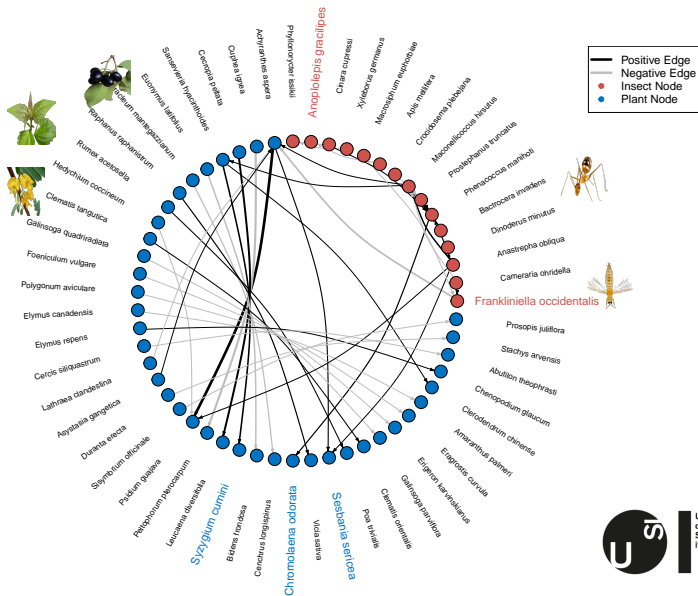 Phyllonorycter issikii
Anoplolepis gracilipes
Cinara cupressi
Xyleborus germanus
Macrosiphum euphorbiae
Apis mellifera
Crocidosema plebejana
Maconellicoccus hirsutus
Prostephanus truncatus
Phenacoccus manihoti
Bactrocera invadens
Dinoderus minutus
Anastrepha obliqua
Cameraria ohridella
Frankliniella occidentalis
Prosopis juliflora
Stachys arvensis
Abutilon theophrasti
Chenopodium glaucum
Clerodendrum chinense
Amaranthus palmeri
Eragrostis curvula
Erigeron karvinskianus
Galinsoga parviflora
Clematis orientalis
Poa trivialis
Sesbania sericea
Vicia sativa
Chromolaena odorata
Cenchrus longispinus
Bidens frondosa
Syzygium cumini
Leucaena diversifolia
Peltophorum pterocarpum
Psidium guajava
Sisymbrium officinale
Duranta erecta
Asystasia gangetica
Lathraea clandestina
Cercis siliquastrum
Elymus repens
Elymus canadensis
Polygonum aviculare
Foeniculum vulgare
Galinsoga quadriradiata
Clematis tangutica
Hedychium coccineum
Rumex acetosella
Raphanus raphanistrum
mantegazzianum
Euonymus latifolius
Sansevieria hyacinthoides
Cecropia peltata
Cuphea ignea
Achyranthes aspera
Positive Edge
Negative Edge
Insect Node
Plant Node
U
SI